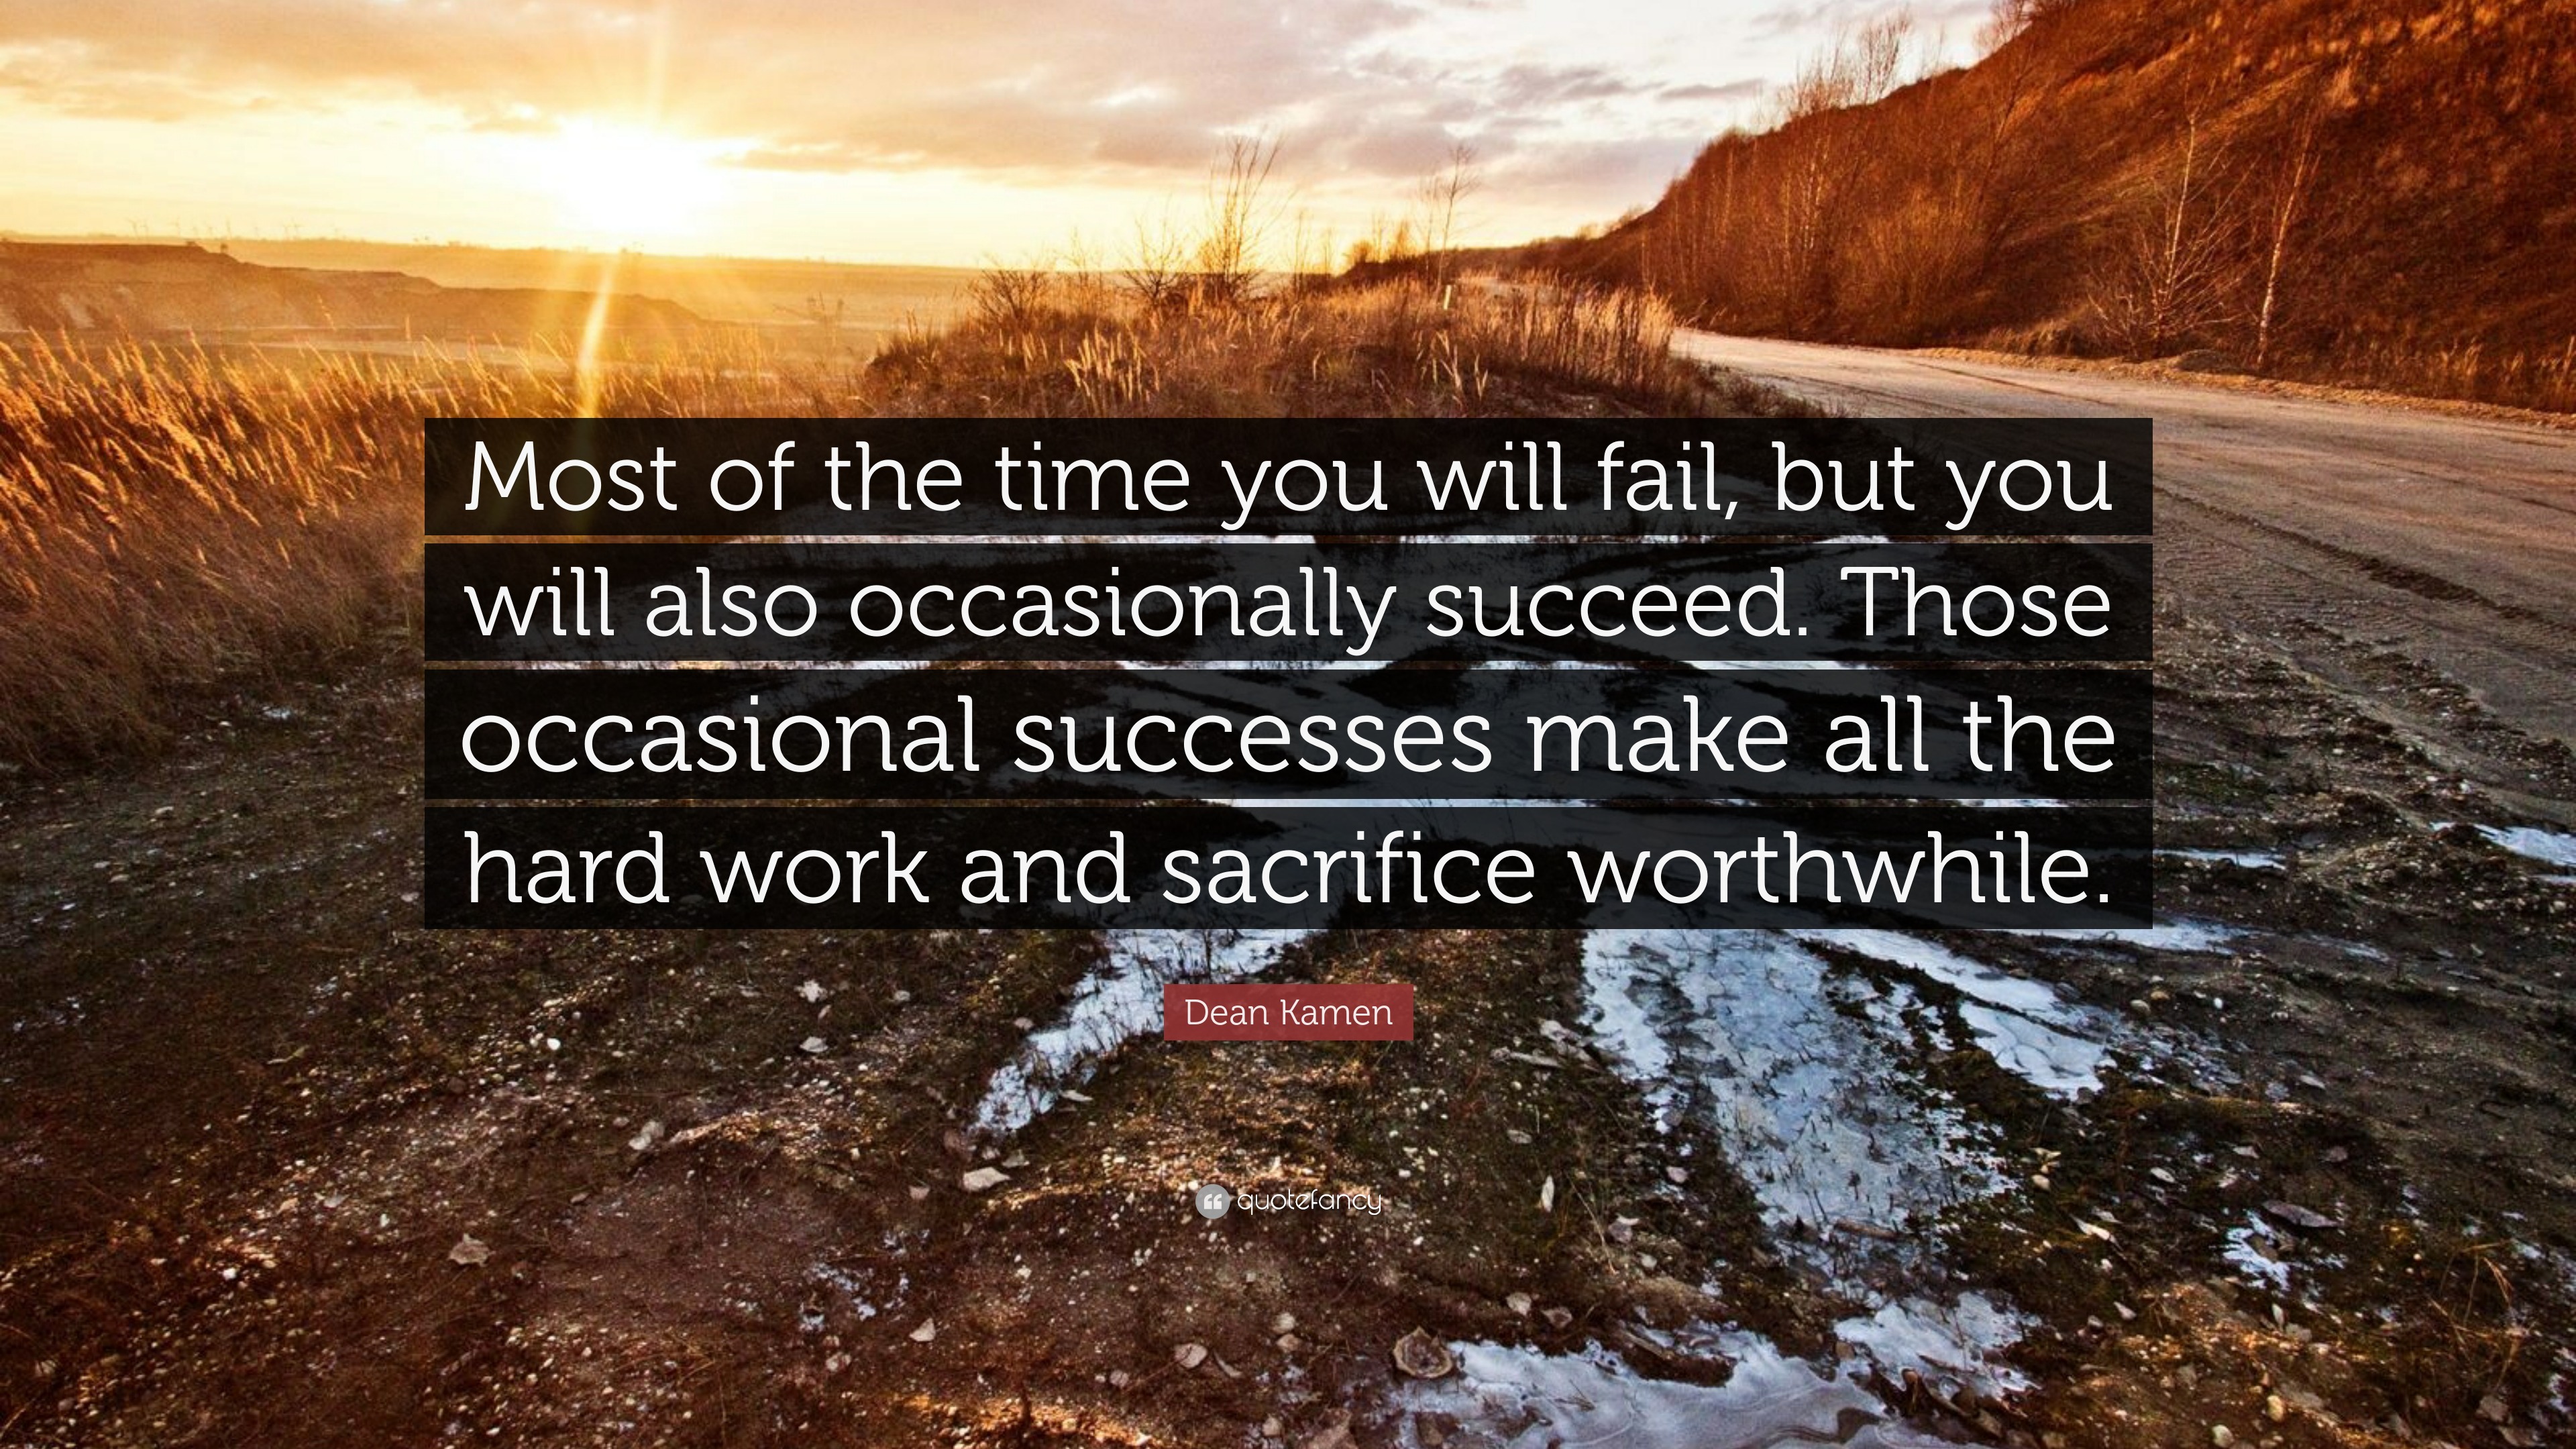 Most of the time you will fail, but you
will also occasionally succeed. Those
occasional successes make all the
hard work and sacrifice worthwhile.
Dean Kamen
quotefancy